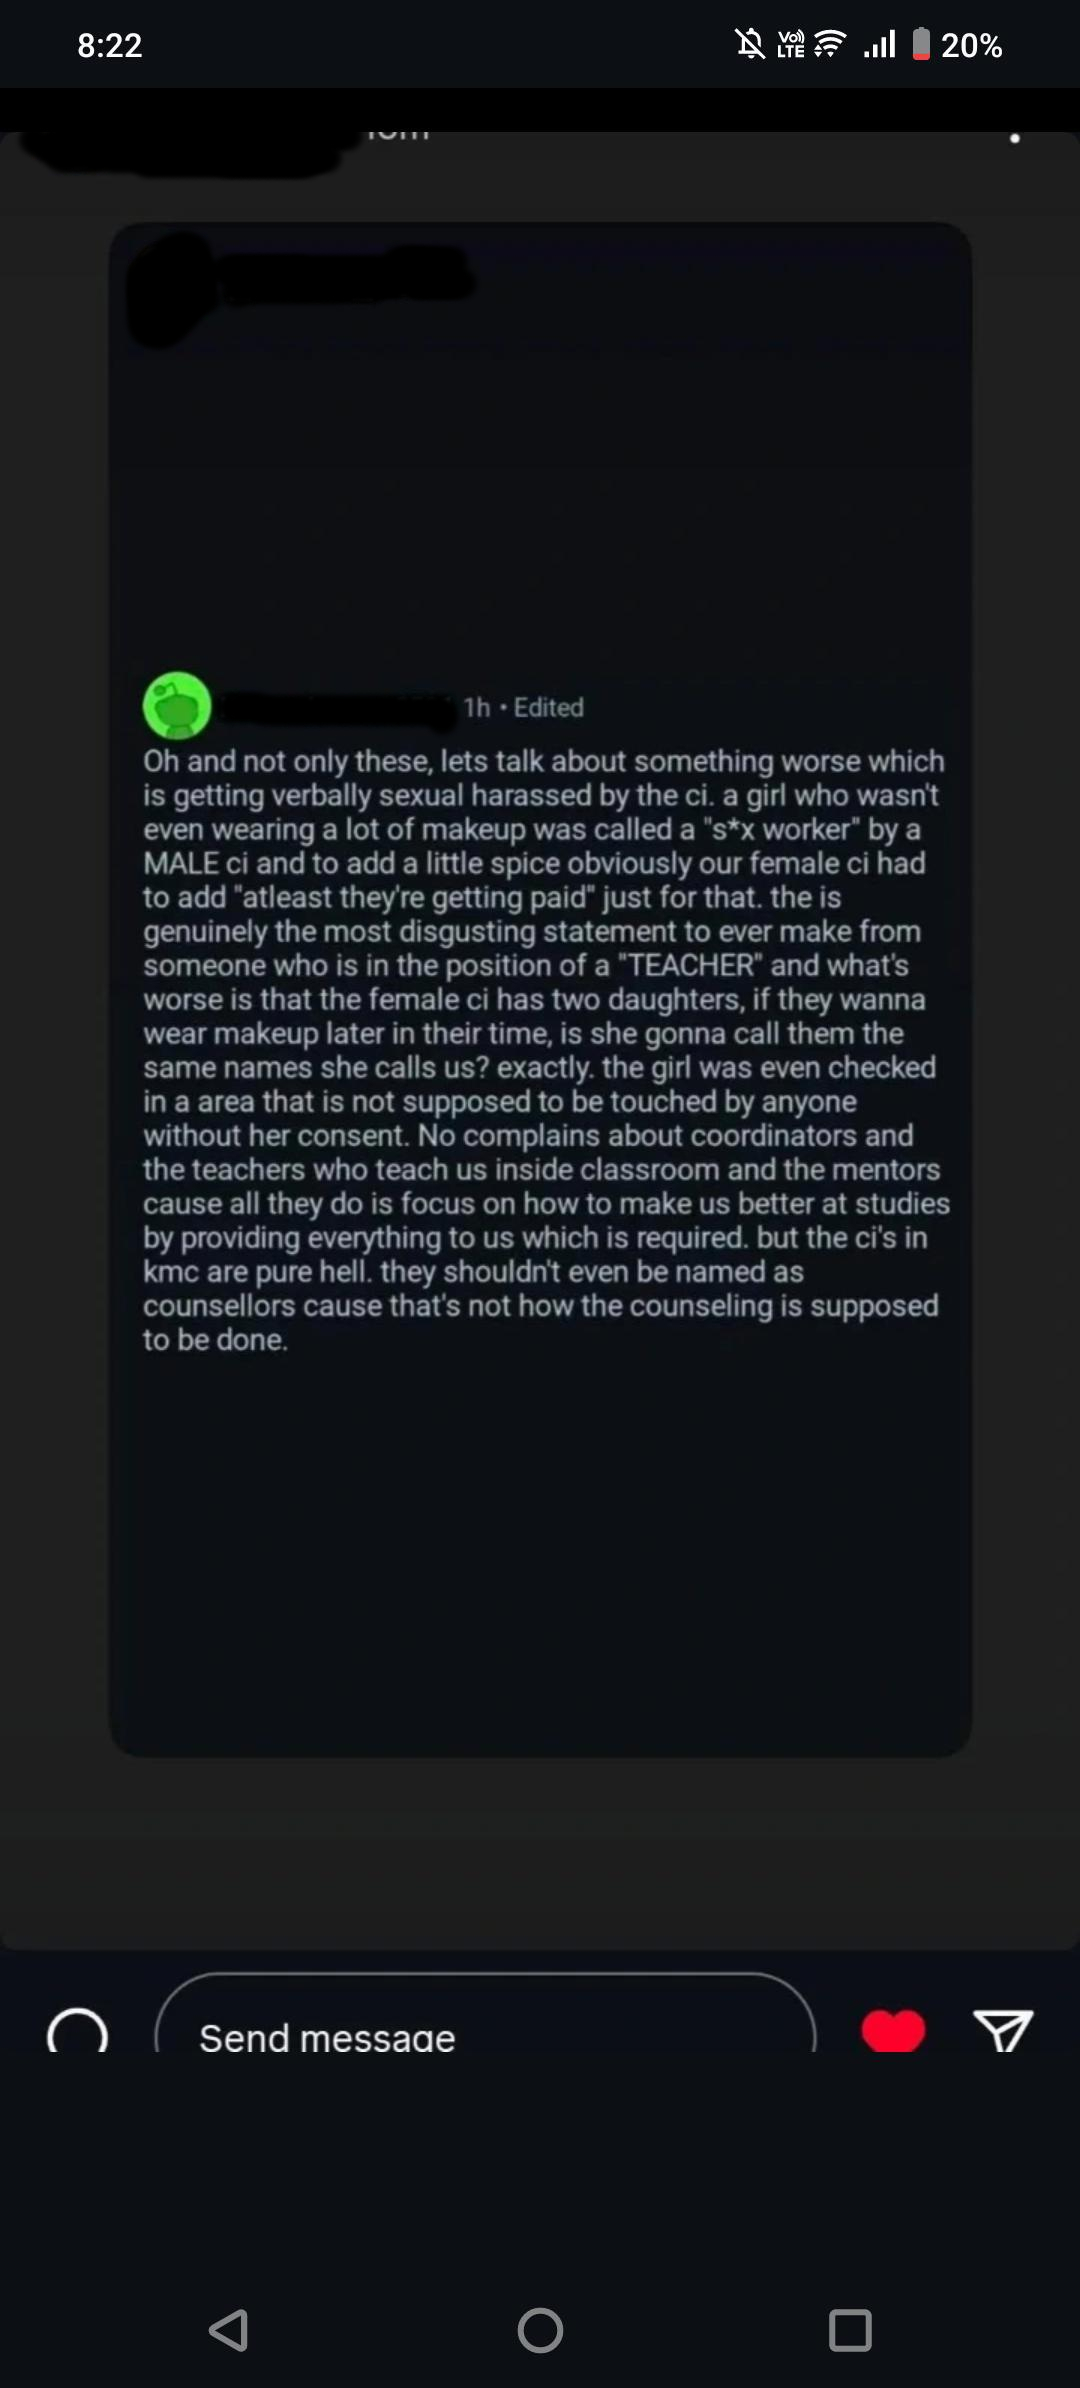 8:22
Vo)) LTE
20%
1h • Edited
Oh and not only these, lets talk about something worse which
is getting verbally sexual harassed by the ci. a girl who wasn't
even wearing a lot of makeup was called a "s*x worker" by a
MALE ci and to add a little spice obviously our female ci had
to add "atleast they're getting paid" just for that. the is
genuinely the most disgusting statement to ever make from
someone who is in the position of a "TEACHER" and what's
worse is that the female ci has two daughters, if they wanna
wear makeup later in their time, is she gonna call them the
same names she calls us? exactly. the girl was even checked
in a area that is not supposed to be touched by anyone
without her consent. No complains about coordinators and
the teachers who teach us inside classroom and the mentors
cause all they do is focus on how to make us better at studies
by providing everything to us which is required. but the ci's in
kmc are pure hell. they shouldn't even be named as
counsellors cause that's not how the counseling is supposed
to be done.
Send message